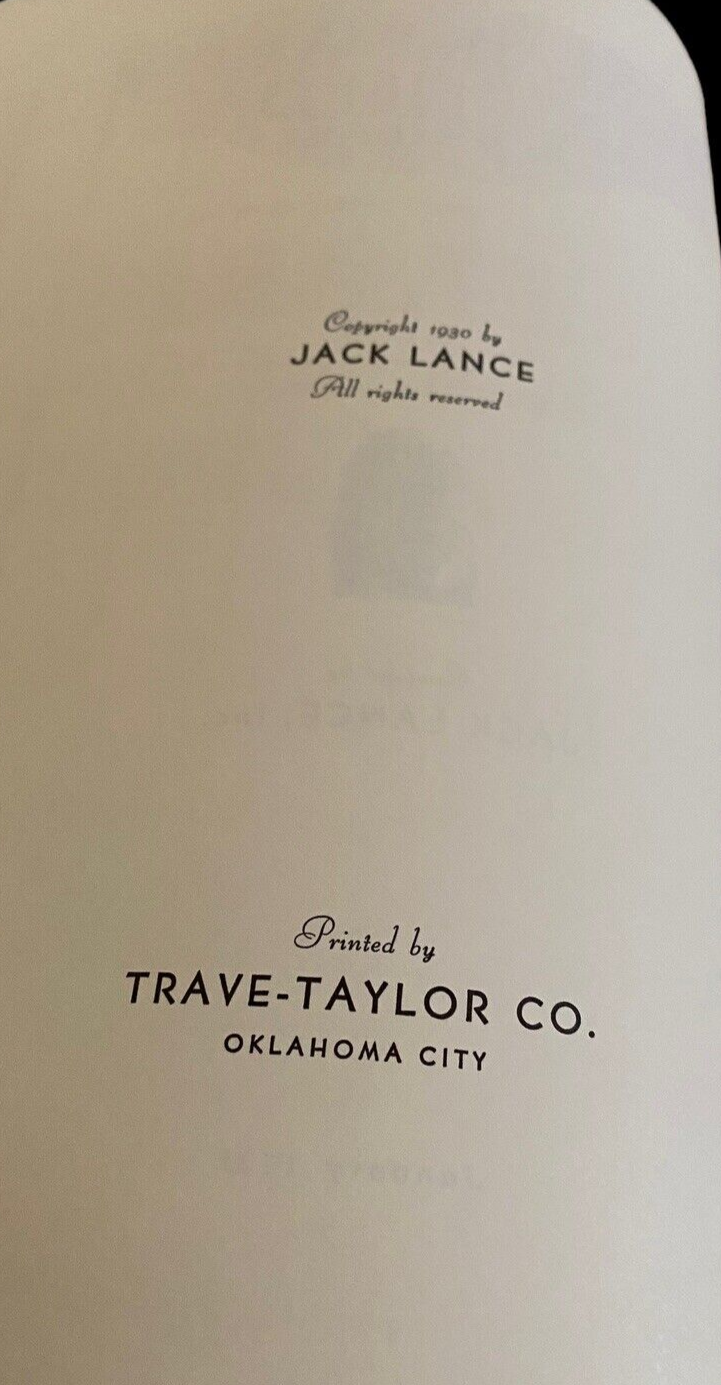 Copyright 1930 by
JACK LANCE
All rights reserved
Printed by
TRAVE-TAYLOR CO.
OKLAHOMA CITY